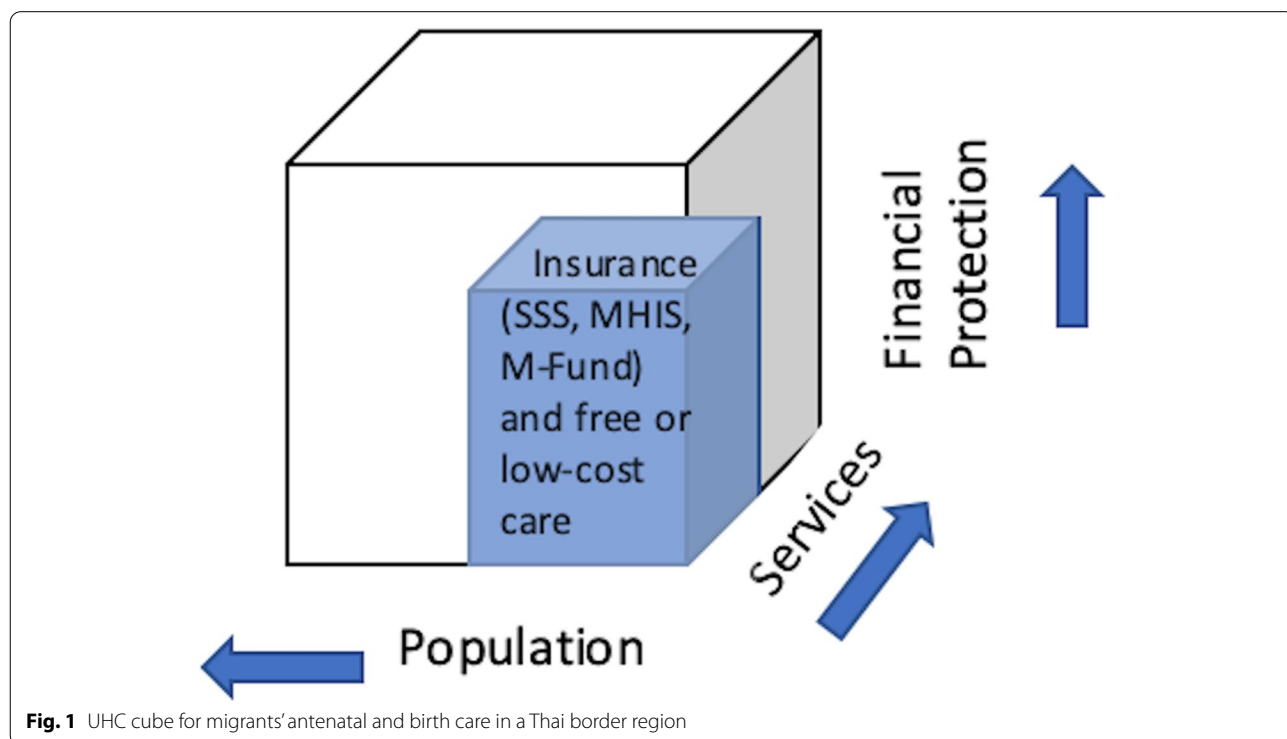 Insurance
(SSS, MHIS,
M-Fund)
and free or
low-cost
care
Financial
Protection
Services
Population
Fig. 1 UHC cube for migrants' antenatal and birth care in a Thai border region